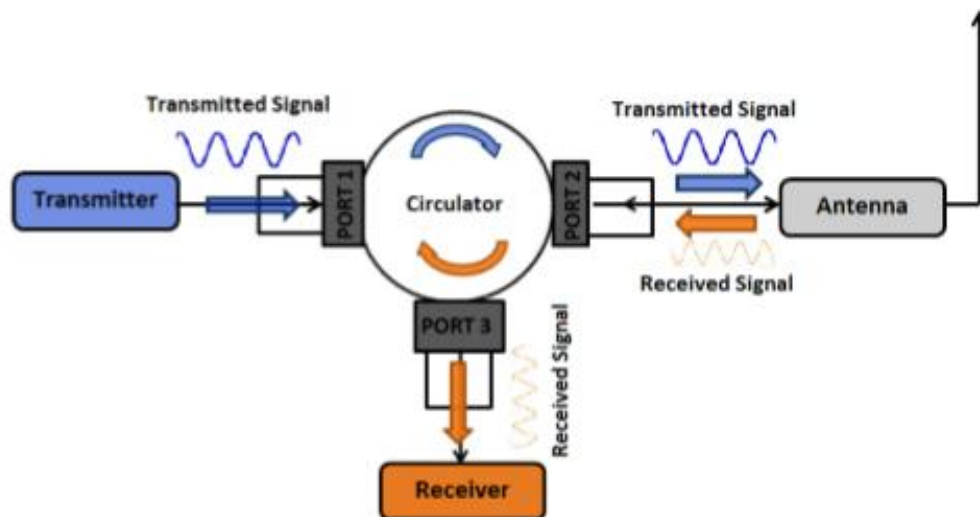 Transmitted Signal
Transmitted Signal
Transmitter
PORT 1
Circulator
PORT 2
Antenna
Received Signal
PORT 3
Received Signal
Receiver